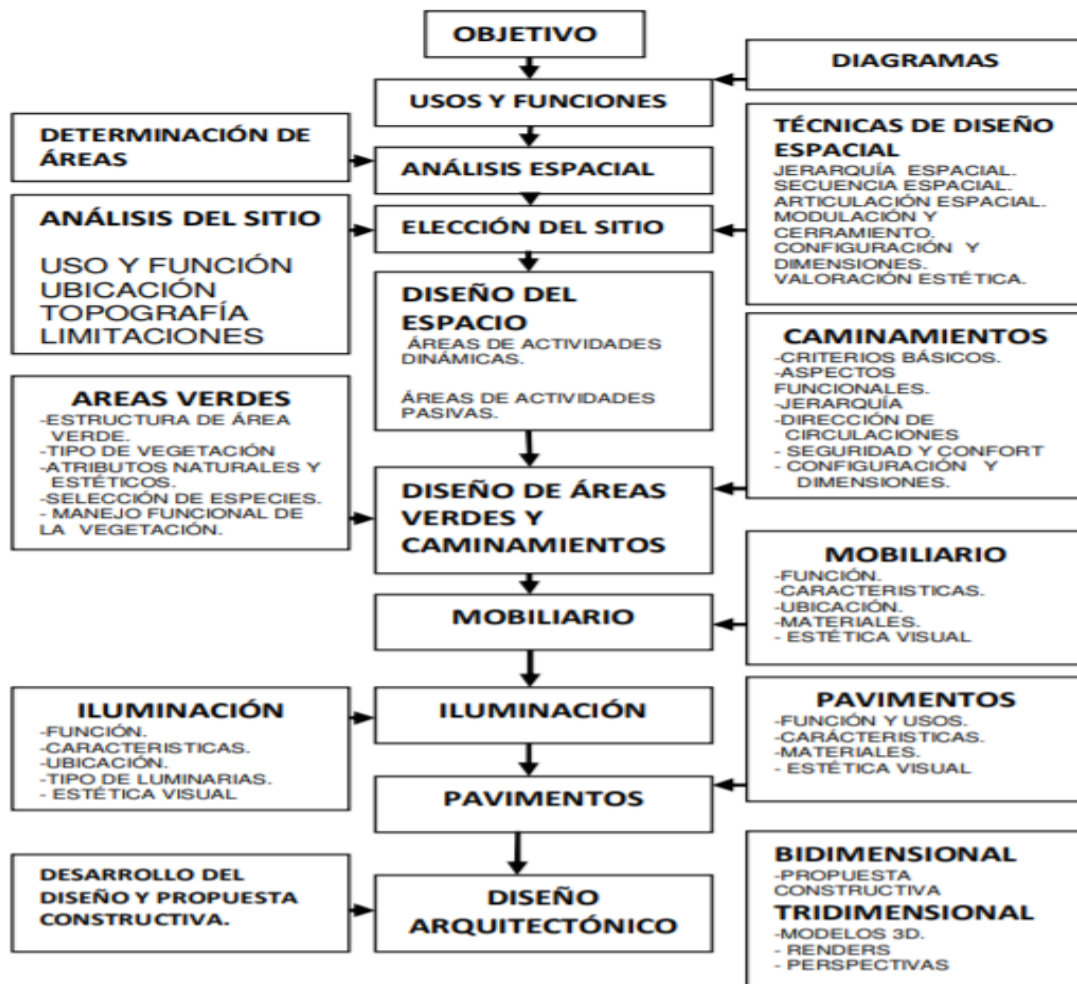 OBJETIVO
DIAGRAMAS
USOS Y FUNCIONES
DETERMINACIÓN DE
ÁREAS
ANÁLISIS ESPACIAL
TÉCNICAS DE DISEÑO
ESPACIAL
JERARQUÍA ESPACIAL.
SECUENCIA ESPACIAL.
ARTICULACIÓN ESPACIAL.
MODULACIÓN Y
CERRAMIENTO.
CONFIGURACIÓN Y
DIMENSIONES.
VALORACIÓN ESTÉTICA.
ANÁLISIS DEL SITIO
USO Y FUNCIÓN
UBICACIÓN
TOPOGRAFÍA
LIMITACIONES
ELECCIÓN DEL SITIO
DISEÑO DEL
ESPACIO
ÁREAS DE ACTIVIDADES
DINÁMICAS.
ÁREAS DE ACTIVIDADES
PASIVAS.
CAMINAMIENTOS
-CRITERIOS BÁSICOS.
-ASPECTOS
FUNCIONALES.
-JERARQUÍA
-DIRECCIÓN DE
CIRCULACIONES
- SEGURIDAD Y CONFORT
- CONFIGURACIÓN Y
DIMENSIONES.
AREAS VERDES
-ESTRUCTURA DE ÁREA
VERDE.
-TIPO DE VEGETACIÓN
-ATRIBUTOS NATURALES Y
ESTÉTICOS.
-SELECCIÓN DE ESPECIES.
- MANEJO FUNCIONAL DE
LA VEGETACIÓN.
DISEÑO DE ÁREAS
VERDES Y
CAMINAMIENTOS
MOBILIARIO
MOBILIARIO
-FUNCIÓN.
-CARACTERISTICAS.
-UBICACIÓN.
-MATERIALES.
- ESTÉTICA VISUAL
ILUMINACIÓN
-FUNCIÓN.
-CARACTERISTICAS.
-UBICACIÓN.
-TIPO DE LUMINARIAS.
- ESTÉTICA VISUAL
ILUMINACIÓN
PAVIMENTOS
-FUNCIÓN Y USOS.
-CARÁCTERISTICAS.
-MATERIALES.
- ESTÉTICA VISUAL
PAVIMENTOS
DESARROLLO DEL
DISEÑO Y PROPUESTA
CONSTRUCTIVA.
DISEÑO
ARQUITECTÓNICO
BIDIMENSIONAL
-PROPUESTA
CONSTRUCTIVA
TRIDIMENSIONAL
-MODELOS 3D.
- RENDERS
- PERSPECTIVAS